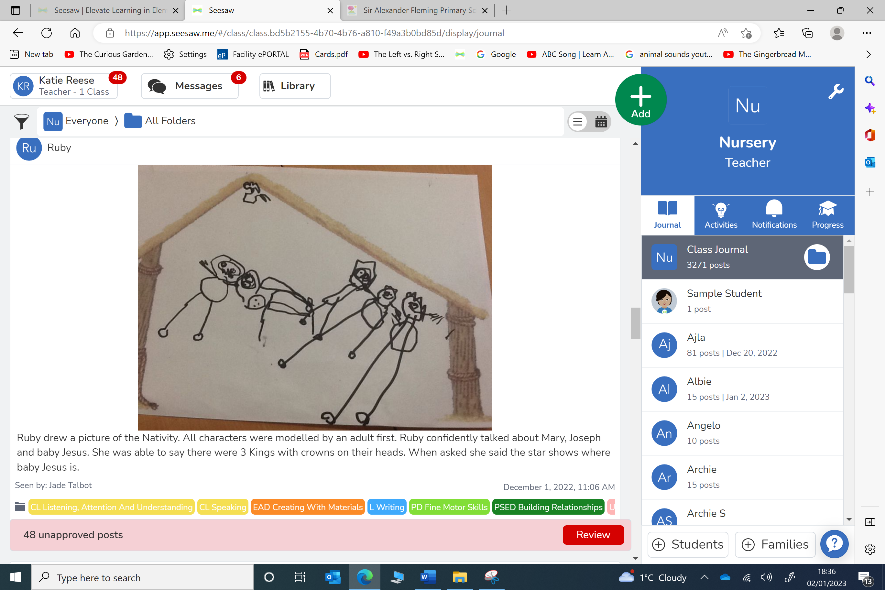 Seesaw | Elevate Learning in Elem
Seesaw
Sir Alexander Fleming Primary S
https://app.seesaw.me/#/class/class.bd5b2155-4b70-4b76-a810-f49a3b0bd85d/display/journal
New tab
The Curious Garden...
Settings
Facility ePORTAL
Cards.pdf
The Left vs. Right S...
Google
ABC Song | Learn A...
animal sounds yout...
The Gingerbread M...
KR
Katie Reese
Teacher - 1 Class
48
Messages
6
Library
Add
Nu
Nursery
Teacher
Nu Everyone 〉 All Folders
Ru Ruby
Journal
Activities
Notifications
Progress
Nu
Class Journal
3271 posts
Sample Student
1 post
Aj
Ajla
81 posts | Dec 20, 2022
Al
Albie
15 posts | Jan 2, 2023
An
Angelo
10 posts
Ar
Archie
15 posts
AS
Archie S
Ruby drew a picture of the Nativity. All characters were modelled by an adult first. Ruby confidently talked about Mary, Joseph
and baby Jesus. She was able to say there were 3 Kings with crowns on their heads. When asked she said the star shows where
baby Jesus is.
Seen by: Jade Talbot
December 1, 2022, 11:06 AM
CL Listening, Attention And Understanding
CL Speaking
EAD Creating With Materials
L Writing
PD Fine Motor Skills
PSED Building Relationships
48 unapproved posts
Review
Students
Families
?
Type here to search
1°C Cloudy
18:36
02/01/2023
13